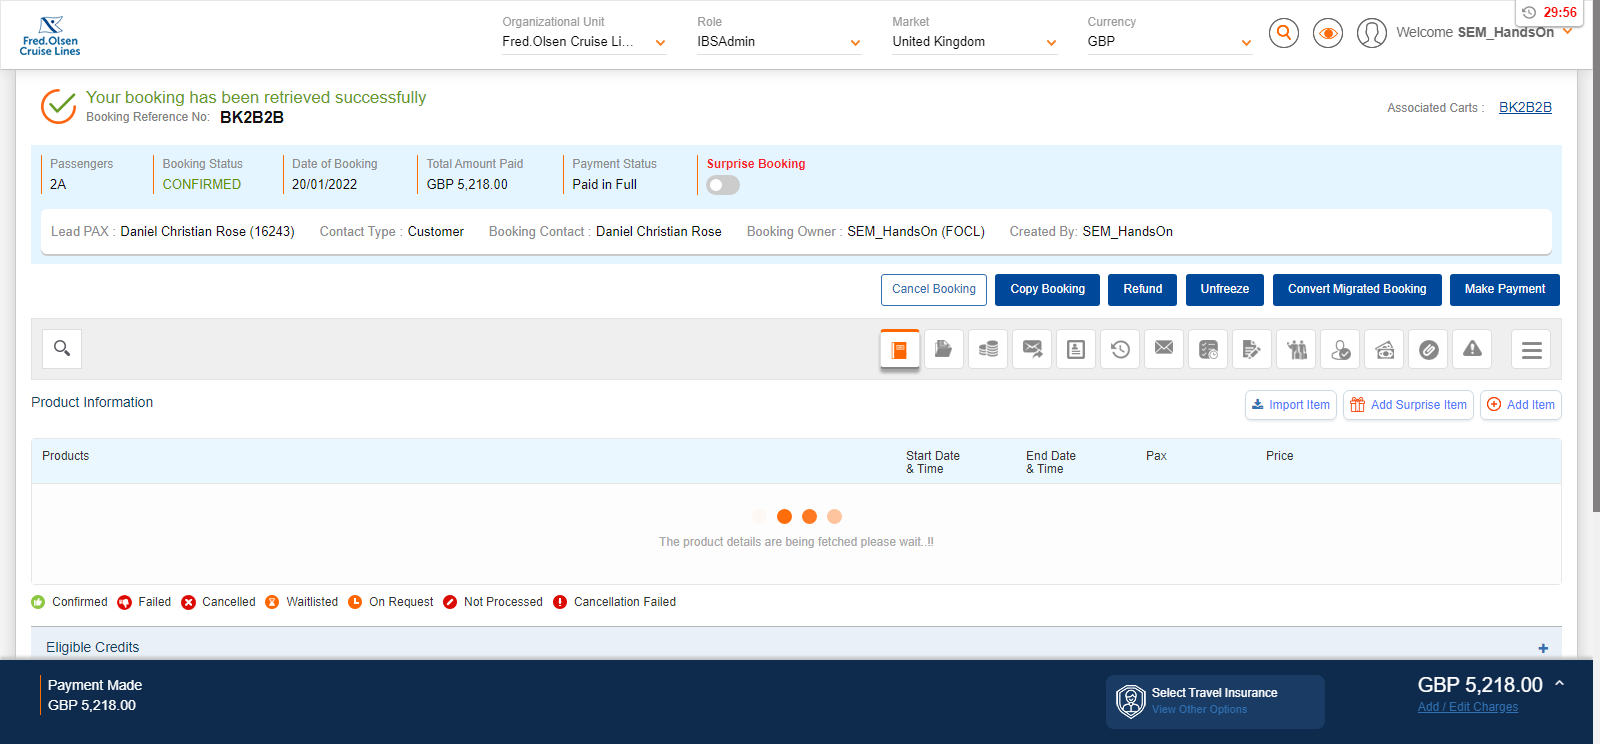 Fred.Olsen
Cruise Lines
Organizational Unit
Fred.Olsen Cruise Li...
Role
IBSAdmin
Market
United Kingdom
Currency
GBP
Welcome SEM_HandsOn
29:56
Your booking has been retrieved successfully
Booking Reference No: BK2B2B
Associated Carts : BK2B2B
Passengers
2A
Booking Status
CONFIRMED
Date of Booking
20/01/2022
Total Amount Paid
GBP 5,218.00
Payment Status
Paid in Full
Surprise Booking
Lead PAX : Daniel Christian Rose (16243) Contact Type : Customer Booking Contact : Daniel Christian Rose Booking Owner : SEM_HandsOn (FOCL) Created By: SEM_HandsOn
Cancel Booking Copy Booking Refund Unfreeze Convert Migrated Booking Make Payment
Product Information
Import Item Add Surprise Item Add Item
Products
Start Date
& Time
End Date
& Time
Pax
Price
The product details are being fetched please wait..!!
Confirmed Failed Cancelled Waitlisted On Request Not Processed Cancellation Failed
Eligible Credits +
Payment Made
GBP 5,218.00
Select Travel Insurance
View Other Options
GBP 5,218.00
Add / Edit Charges